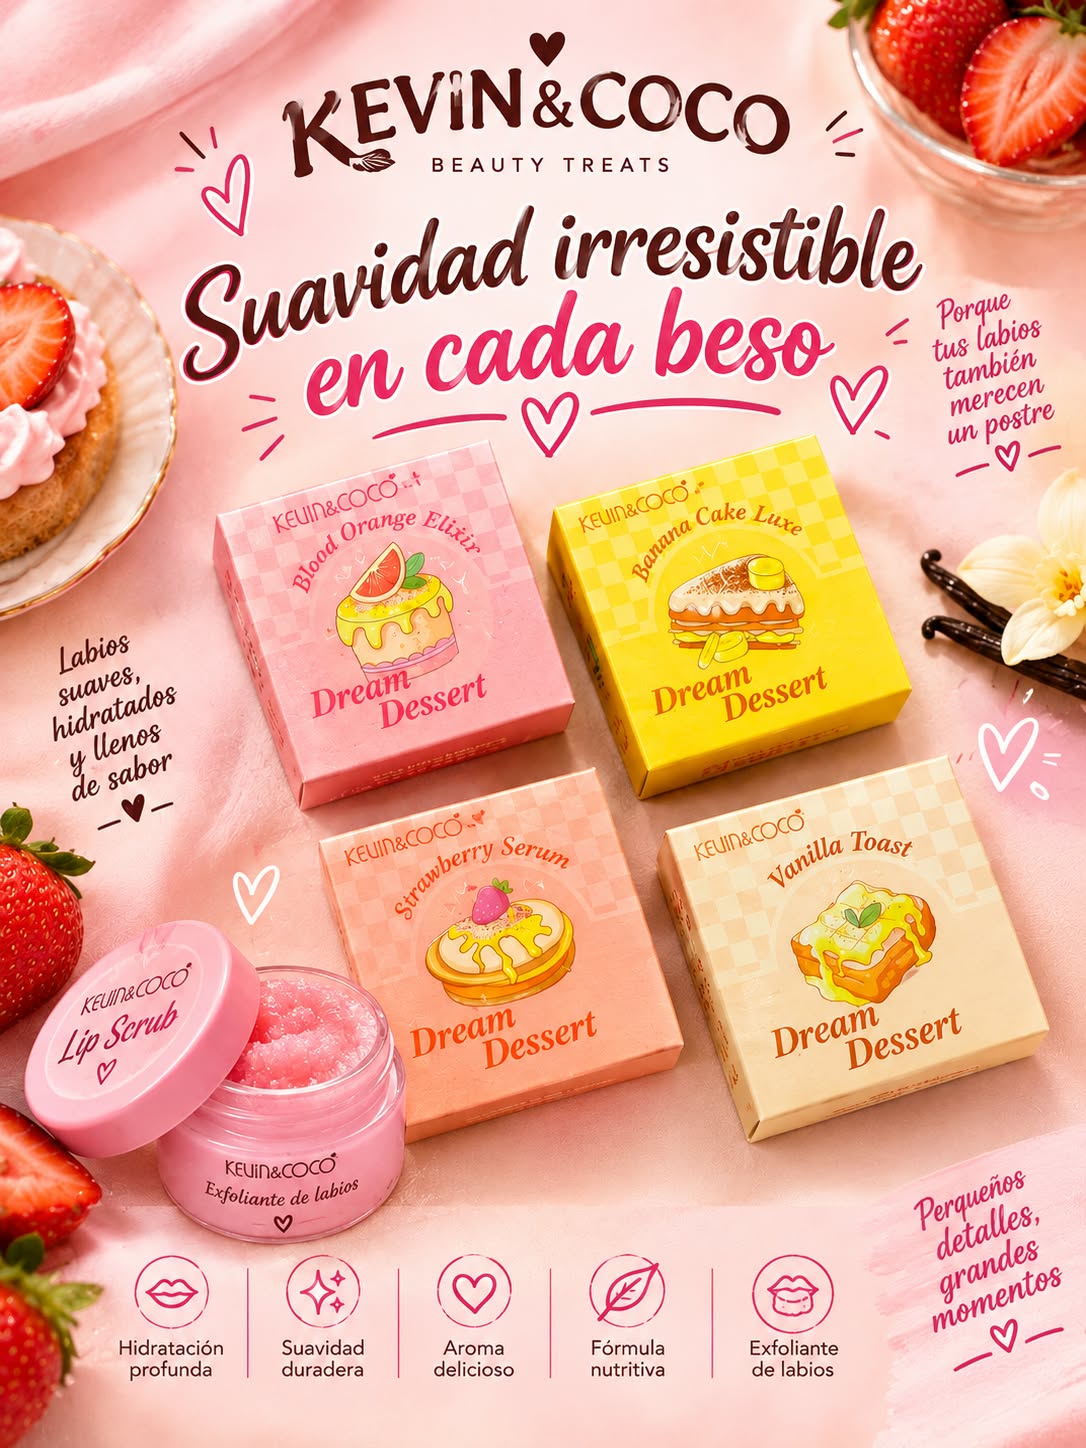 KEVIN&COCO
BEAUTY TREATS
Suavidad irresistible
en cada beso
Porque
tus labios
también
merecen
un postre
KEVIN&COCO
Blood Orange Elixir
Dream
Dessert
KEVIN&COCO
Banana Cake Luxe
Dream
Dessert
Labios
suaves,
hidratados
y llenos
de sabor
KEVIN&COCO
Strawberry Serum
Dream
Dessert
KEVIN&COCO
Vanilla Toast
Dream
Dessert
KEVIN&COCO
Lip Scrub
KEVIN&COCO
Exfoliante de labios
Perqueños
detalles,
grandes
momentos
Hidratación
profunda
Suavidad
duradera
Aroma
delicioso
Fórmula
nutritiva
Exfoliante
de labios